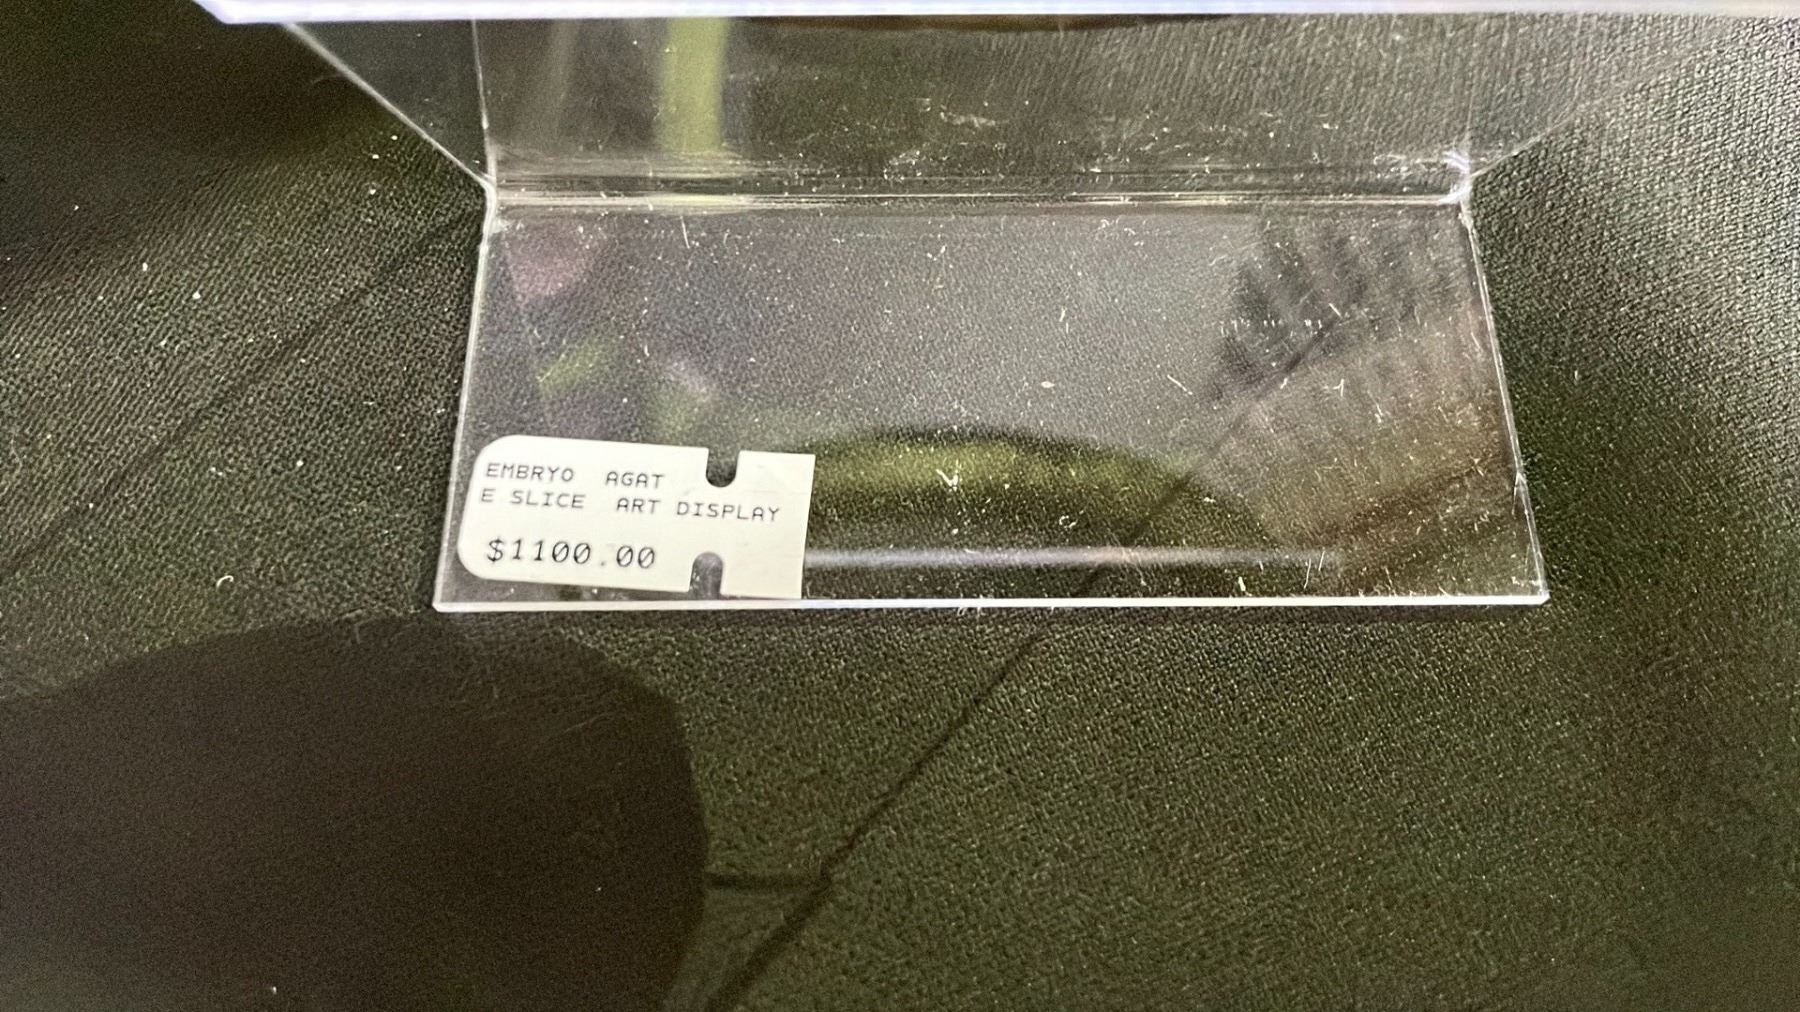 EMBRYO AGAT
E SLICE ART DISPLAY
$1100.00